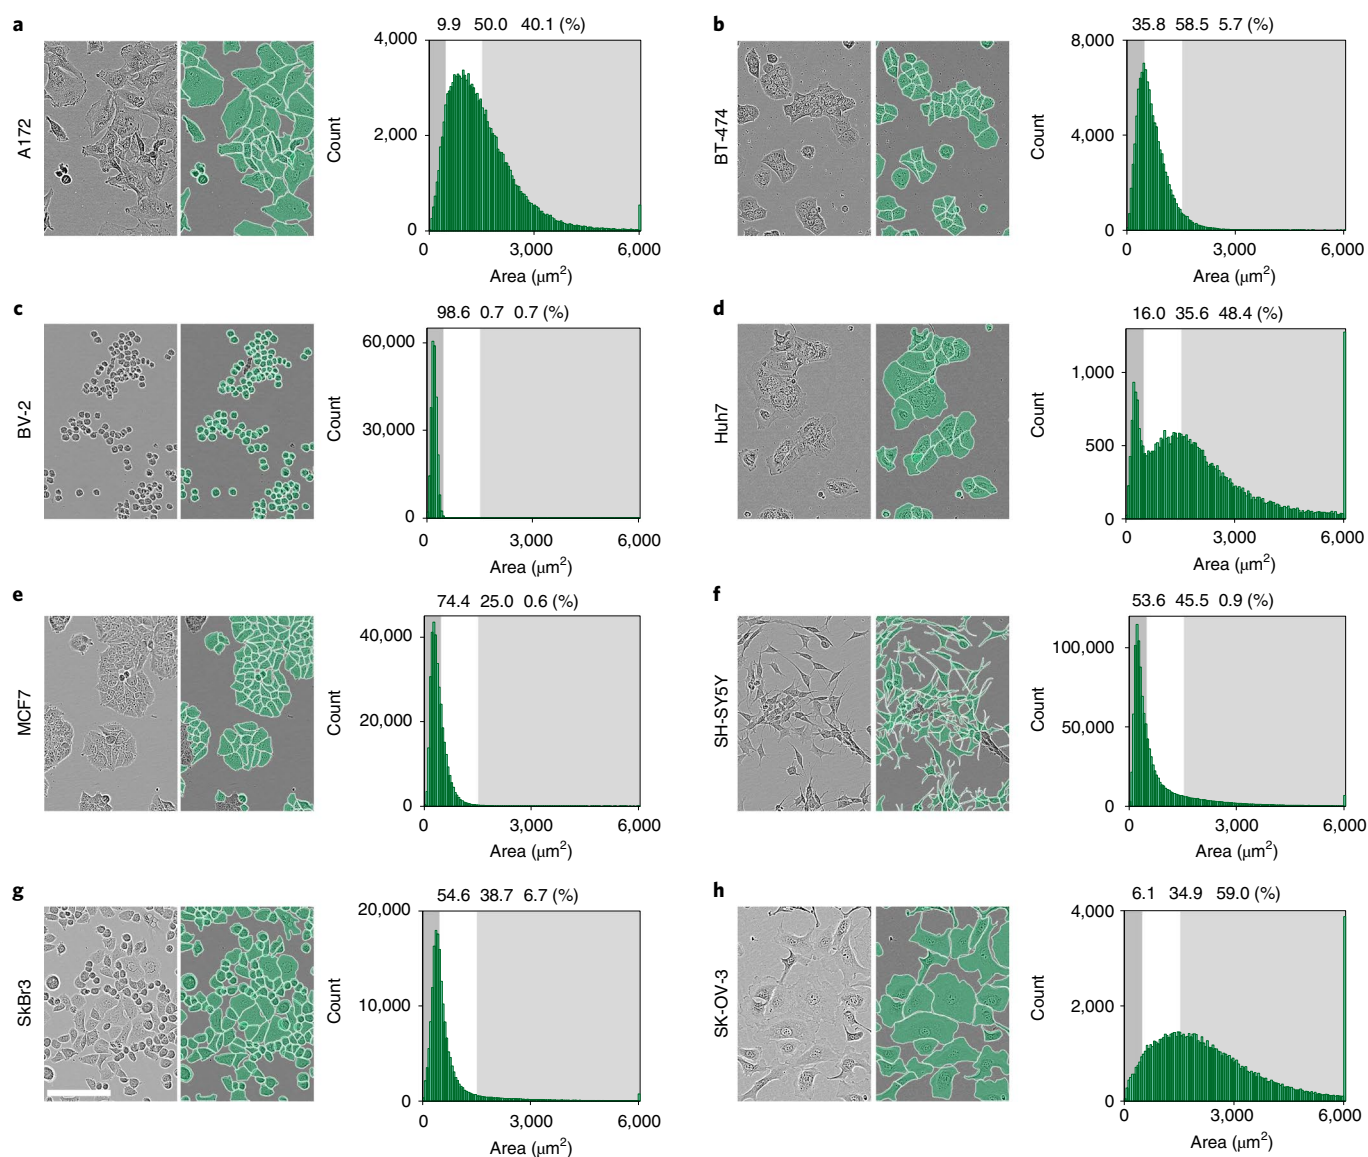 a
9.9 50.0 40.1 (%)
A172
Count
4,000
2,000
0
0 3,000 6,000
Area (μm²)
b
35.8 58.5 5.7 (%)
BT-474
Count
8,000
4,000
0
0 3,000 6,000
Area (μm²)
c
98.6 0.7 0.7 (%)
BV-2
Count
60,000
30,000
0
0 3,000 6,000
Area (μm²)
d
16.0 35.6 48.4 (%)
Huh7
Count
1,000
500
0
0 3,000 6,000
Area (μm²)
e
74.4 25.0 0.6 (%)
MCF7
Count
40,000
20,000
0
0 3,000 6,000
Area (μm²)
f
53.6 45.5 0.9 (%)
SH-SY5Y
Count
100,000
50,000
0
0 3,000 6,000
Area (μm²)
g
54.6 38.7 6.7 (%)
SkBr3
Count
20,000
10,000
0
0 3,000 6,000
Area (μm²)
h
6.1 34.9 59.0 (%)
SK-OV-3
Count
4,000
2,000
0
0 3,000 6,000
Area (μm²)